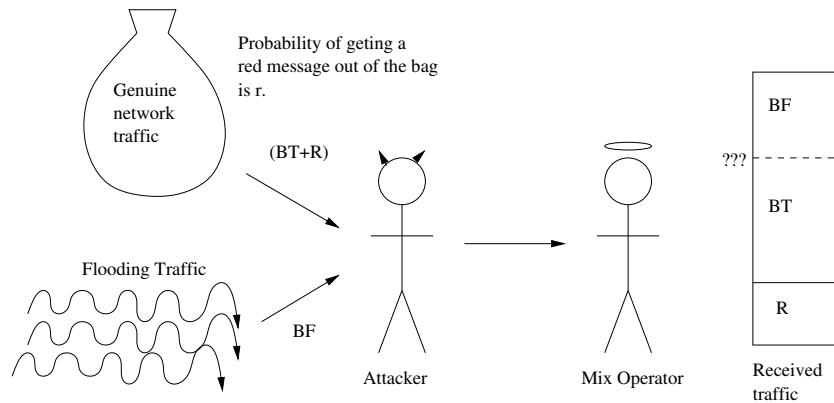 Probability of geting a
red message out of the bag
is r.
Genuine
network
traffic
(BT+R)
Flooding Traffic
BF
Attacker
Mix Operator
BF
???
BT
R
Received
traffic